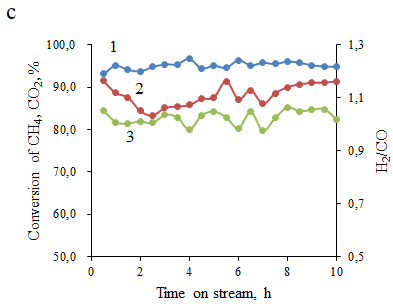 c
Conversion of CH₄, CO₂, %
100,0
90,0
80,0
70,0
60,0
50,0
1
2
3
1,3
1,1
0,9
0,7
0,5
H₂/CO
0 2 4 6 8 10
Time on stream, h